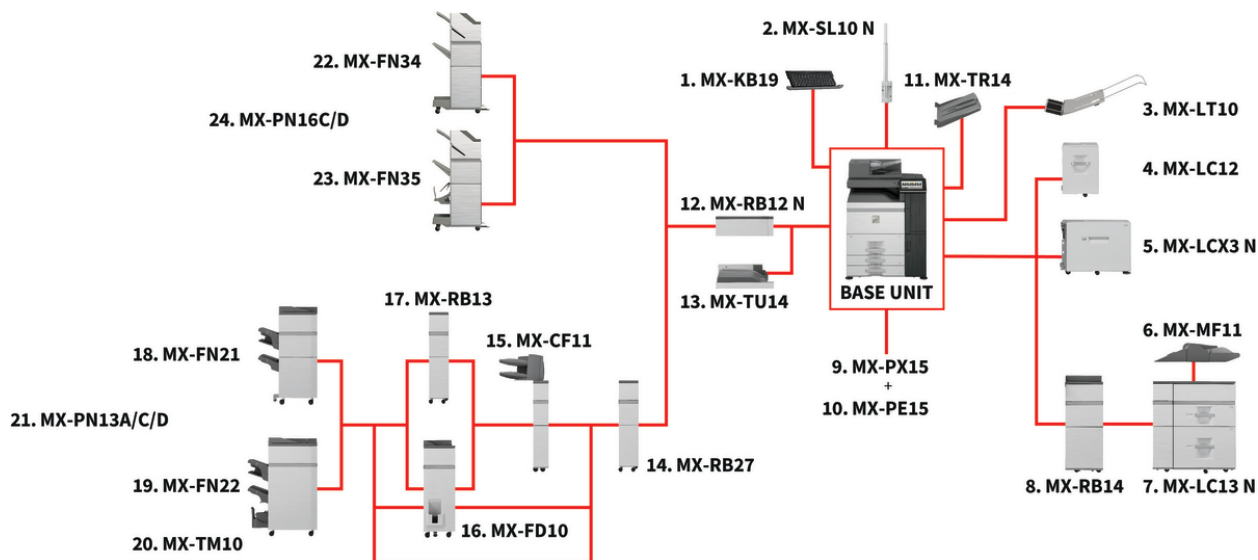 2. MX-SL10 N
22. MX-FN34
1. MX-KB19
11. MX-TR14
3. MX-LT10
24. MX-PN16C/D
4. MX-LC12
23. MX-FN35
12. MX-RB12 N
5. MX-LCX3 N
BASE UNIT
13. MX-TU14
17. MX-RB13
15. MX-CF11
6. MX-MF11
18. MX-FN21
9. MX-PX15
+
10. MX-PE15
21. MX-PN13A/C/D
14. MX-RB27
19. MX-FN22
8. MX-RB14
7. MX-LC13 N
16. MX-FD10
20. MX-TM10